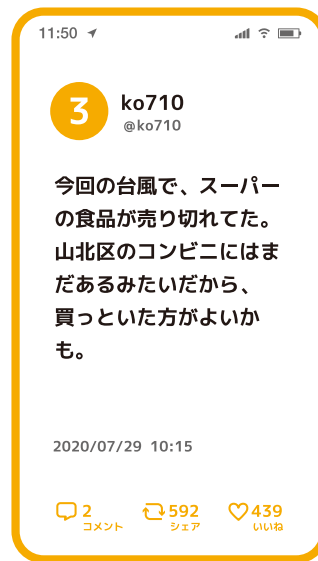 11:50
3
ko710
@ko710
今回の台風で、スーパー
の食品が売り切れてた。
山北区のコンビニにはま
だあるみたいだから、
買っといた方がよいか
も。
2020/07/29 10:15
2 592 439
コメント シェア いいね